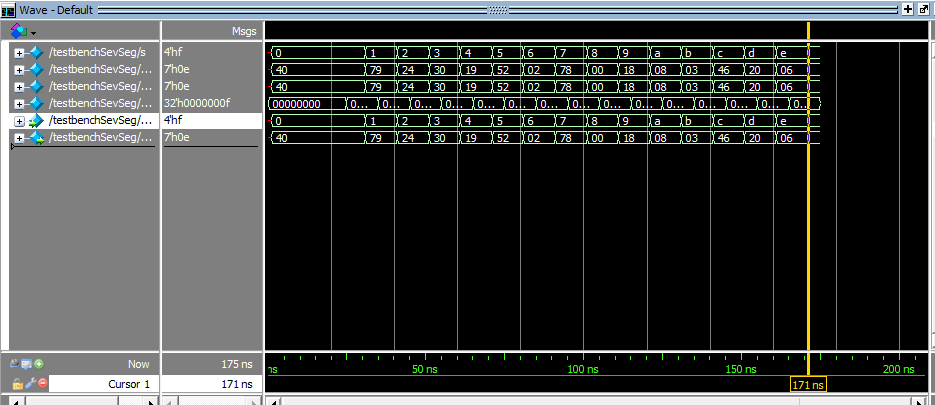 Wave - Default
Msgs
/testbenchSevSeg/s 4'hf 0 1 2 3 4 5 6 7 8 9 a b c d e
/testbenchSevSeg/... 7'h0e 40 79 24 30 19 52 02 78 00 18 08 03 46 20 06
/testbenchSevSeg/... 7'h0e 40 79 24 30 19 52 02 78 00 18 08 03 46 20 06
/testbenchSevSeg/... 32'h0000000f 00000000 0... 0... 0... 0... 0... 0... 0... 0... 0... 0... 0... 0... 0... 0... 0...
/testbenchSevSeg/... 4'hf 0 1 2 3 4 5 6 7 8 9 a b c d e
/testbenchSevSeg/... 7'h0e 40 79 24 30 19 52 02 78 00 18 08 03 46 20 06
Now 175 ns ns 50 ns 100 ns 150 ns 200 ns
Cursor 1 171 ns 171 ns